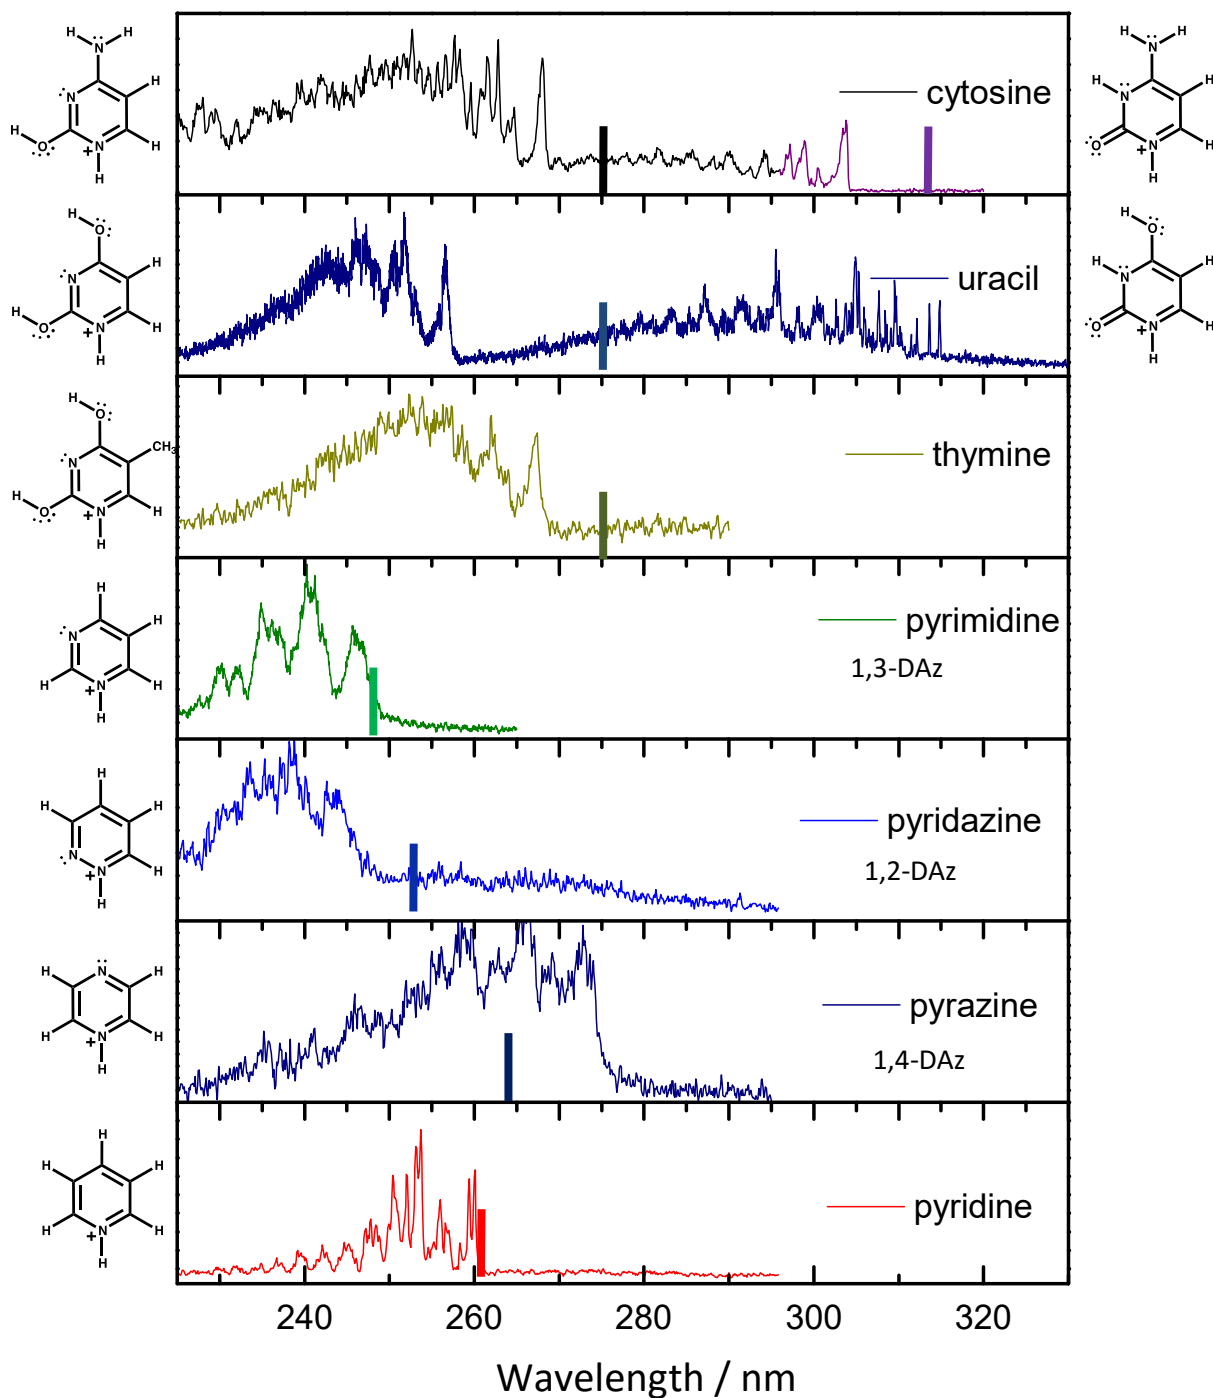 H N̈ H
N H
H O N+ H
H
cytosine
H N̈ H
H N H
O N+ H
H
H O
N H
H O N+ H
H
uracil
H O
H N H
O N+ H
H
H O
N CH3
H O N+ H
H
thymine
H
N H
H N+ H
H
pyrimidine
1,3-DAz
H
H H
N N+ H
H
pyridazine
1,2-DAz
H N̈ H
H N+ H
H
pyrazine
1,4-DAz
H
H H
H N+ H
H
pyridine
240 260 280 300 320
Wavelength / nm